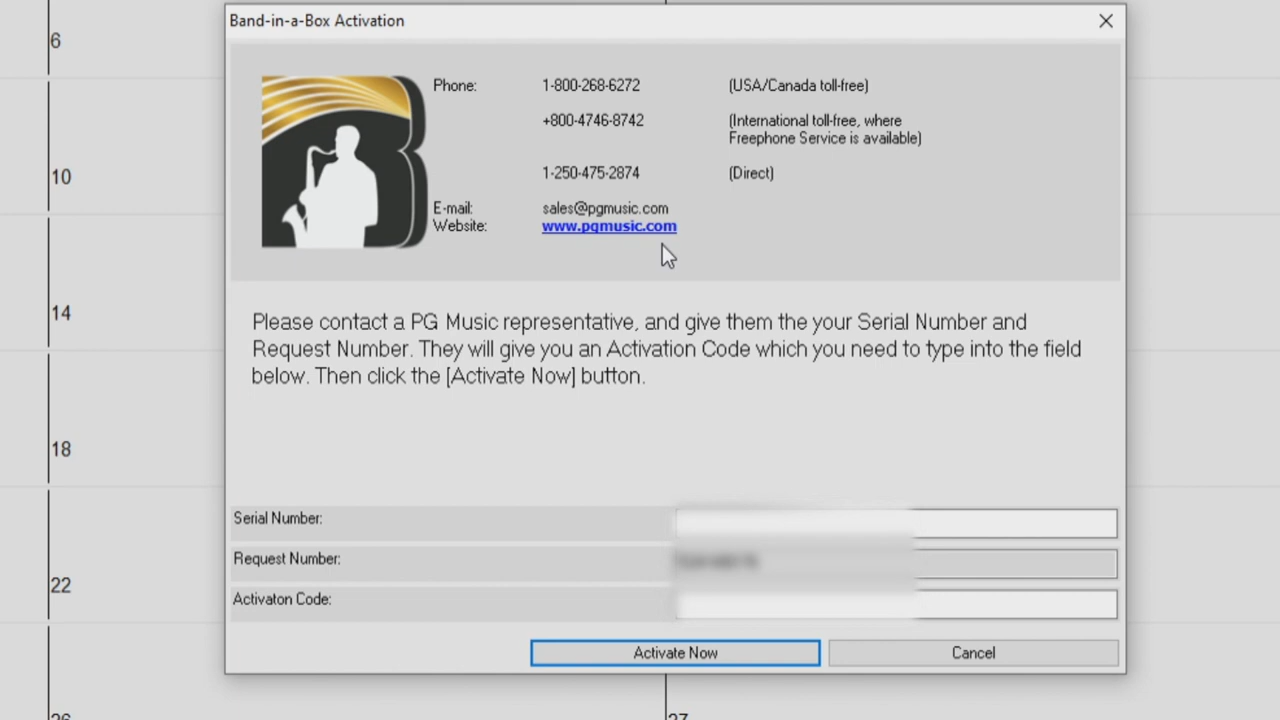 Band-in-a-Box Activation
6
Phone: 1-800-268-6272 (USA/Canada toll-free)
+800-4746-8742 (International toll-free, where
Freephone Service is available)
10
1-250-475-2874 (Direct)
E-mail: sales@pgmusic.com
Website: www.pgmusic.com
14
Please contact a PG Music representative, and give them the your Serial Number and
Request Number. They will give you an Activation Code which you need to type into the field
below. Then click the [Activate Now] button.
18
Serial Number:
Request Number:
22
Activaton Code:
Activate Now Cancel
26 27